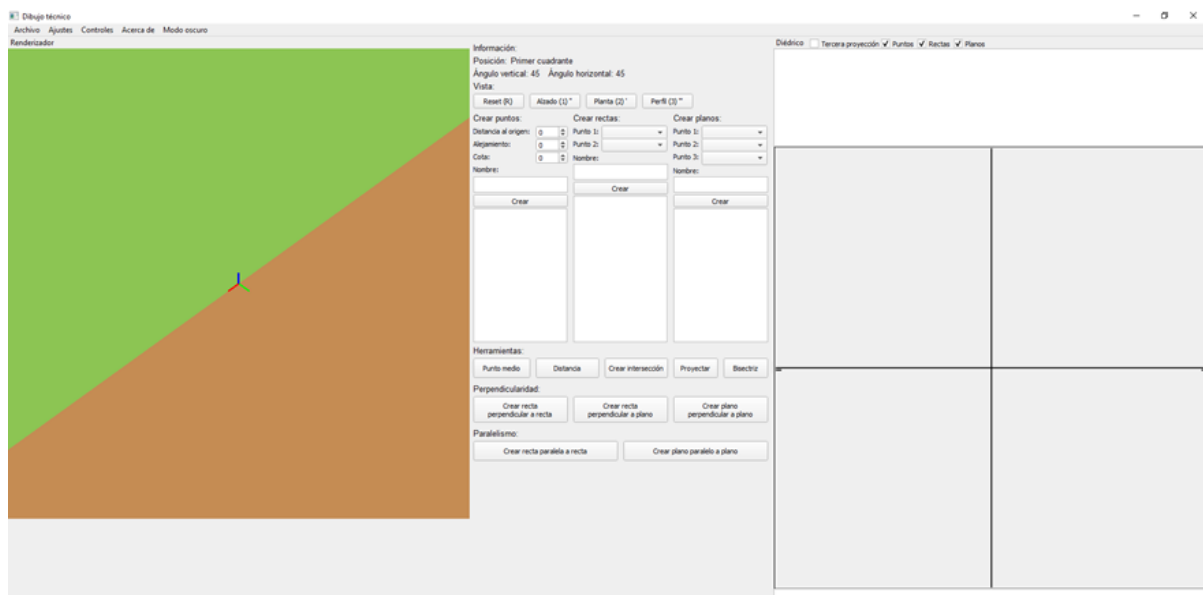 Dibujo técnico
Archivo Ajustes Controles Acerca de Modo oscuro
Renderizador
Información:
Posición: Primer cuadrante
Ángulo vertical: 45 Ángulo horizontal: 45
Vista:
Reset (R) Alzado (1) '' Planta (2) ' Perfil (3) '''
Crear puntos: Crear rectas: Crear planos:
Distancia al origen: 0 Punto 1: Punto 1:
Alejamiento: 0 Punto 2: Punto 2:
Cota: 0 Nombre: Punto 3:
Nombre: Nombre:
Crear
Crear Crear
Herramientas:
Punto medio Distancia Crear intersección Proyectar Bisectriz
Perpendicularidad:
Crear recta perpendicular a recta
Crear recta perpendicular a plano
Crear plano perpendicular a plano
Paralelismo:
Crear recta paralela a recta Crear plano paralelo a plano
Diédrico Tercera proyección Puntos Rectas Planos